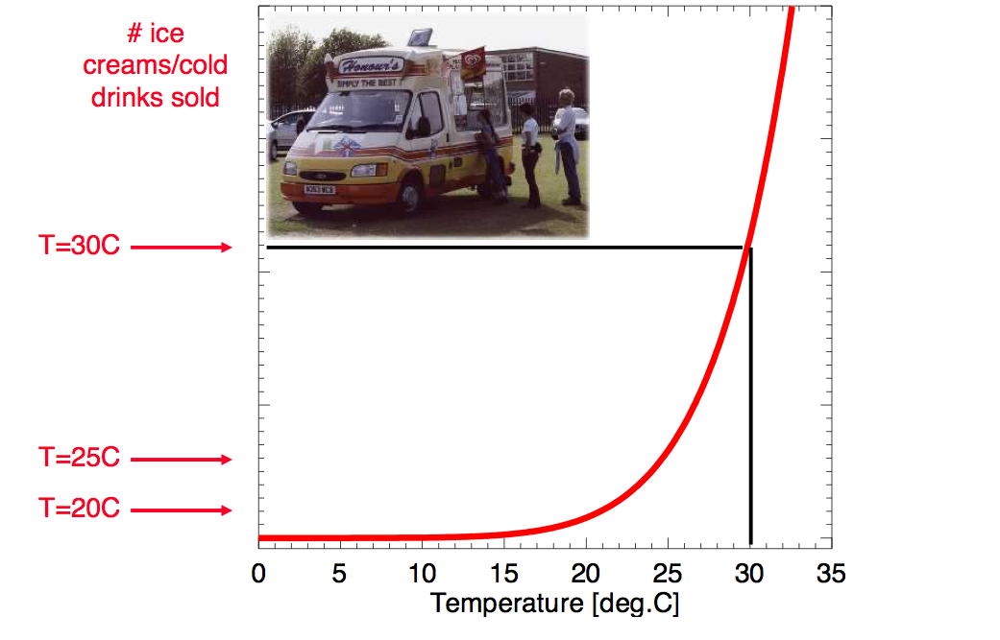 # ice
creams/cold
drinks sold
Honour's
SIMPLY THE BEST
T=30C
T=25C
T=20C
0 5 10 15 20 25 30 35
Temperature [deg.C]